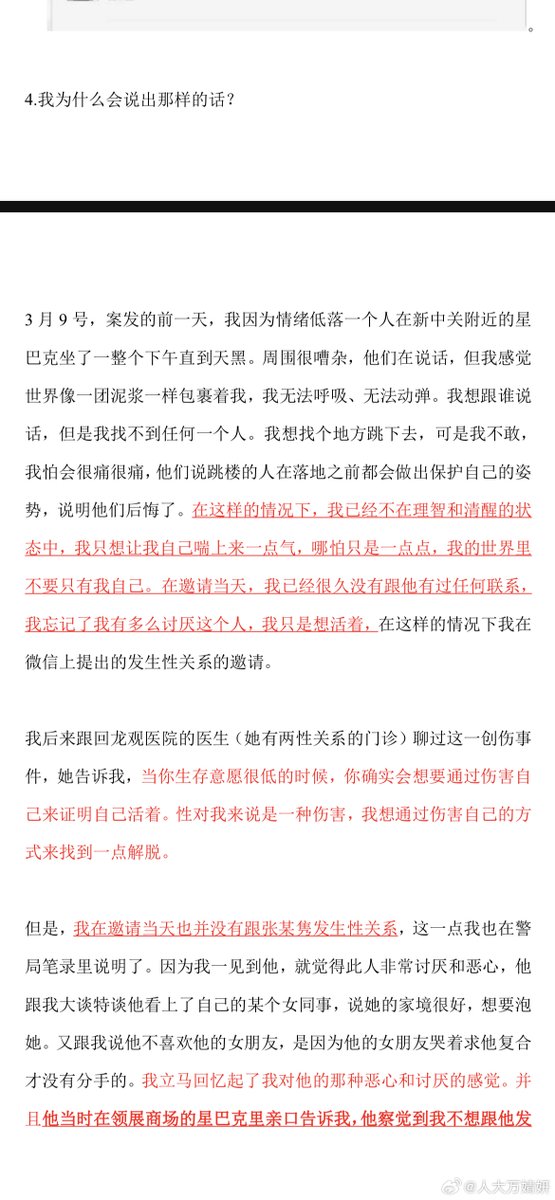 。
4.我为什么会说出那样的话？
3 月 9 号，案发的前一天，我因为情绪低落一个人在新中关附近的星
巴克坐了一整个下午直到天黑。周围很嘈杂，他们在说话，但我感觉
世界像一团泥浆一样包裹着我，我无法呼吸、无法动弹。我想跟谁说
话，但是我找不到任何一个人。我想找个地方跳下去，可是我不敢，
我怕会很痛很痛，他们说跳楼的人在落地之前都会做出保护自己的姿
势，说明他们后悔了。在这样的情况下，我已经不在理智和清醒的状
态中，我只想让我自己喘上来一点气，哪怕只是一点点，我的世界里
不要只有我自己。在邀请当天，我已经很久没有跟他有过任何联系，
我忘记了我有多么讨厌这个人，我只是想活着，在这样的情况下我在
微信上提出的发生性关系的邀请。
我后来跟回龙观医院的医生（她有两性关系的门诊）聊过这一创伤事
件，她告诉我，当你生存意愿很低的时候，你确实会想要通过伤害自
己来证明自己活着。性对我来说是一种伤害，我想通过伤害自己的方
式来找到一点解脱。
但是，我在邀请当天也并没有跟张某隽发生性关系，这一点我也在警
局笔录里说明了。因为我一见到他，就觉得此人非常讨厌和恶心，他
跟我大谈特谈他看上了自己的某个女同事，说她的家境很好，想要泡
她。又跟我说他不喜欢他的女朋友，是因为他的女朋友哭着求他复合
才没有分手的。我立马回忆起了我对他的那种恶心和讨厌的感觉。并
且他当时在领展商场的星巴克里亲口告诉我，他察觉到我不想跟他发
@人大万婧妍